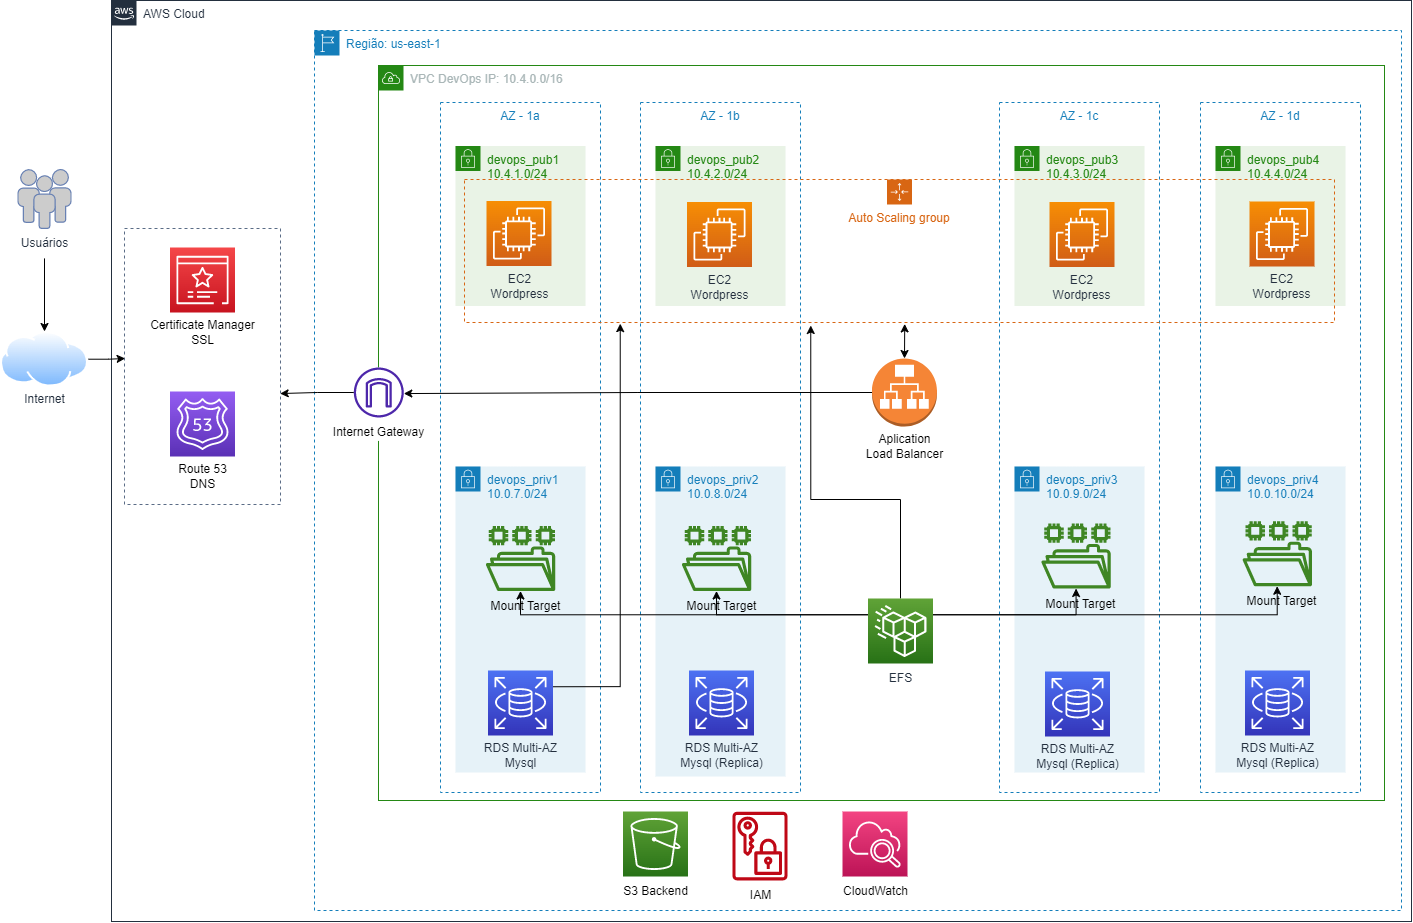 aws
AWS Cloud
Região: us-east-1
VPC DevOps IP: 10.4.0.0/16
AZ - 1a
AZ - 1b
AZ - 1c
AZ - 1d
devops_pub1
10.4.1.0/24
devops_pub2
10.4.2.0/24
devops_pub3
10.4.3.0/24
devops_pub4
10.4.4.0/24
Auto Scaling group
EC2
Wordpress
EC2
Wordpress
EC2
Wordpress
EC2
Wordpress
Usuários
Internet
Certificate Manager
SSL
53
Route 53
DNS
Internet Gateway
Aplication
Load Balancer
devops_priv1
10.0.7.0/24
devops_priv2
10.0.8.0/24
devops_priv3
10.0.9.0/24
devops_priv4
10.0.10.0/24
Mount Target
Mount Target
Mount Target
Mount Target
EFS
RDS Multi-AZ
Mysql
RDS Multi-AZ
Mysql (Replica)
RDS Multi-AZ
Mysql (Replica)
RDS Multi-AZ
Mysql (Replica)
S3 Backend
IAM
CloudWatch